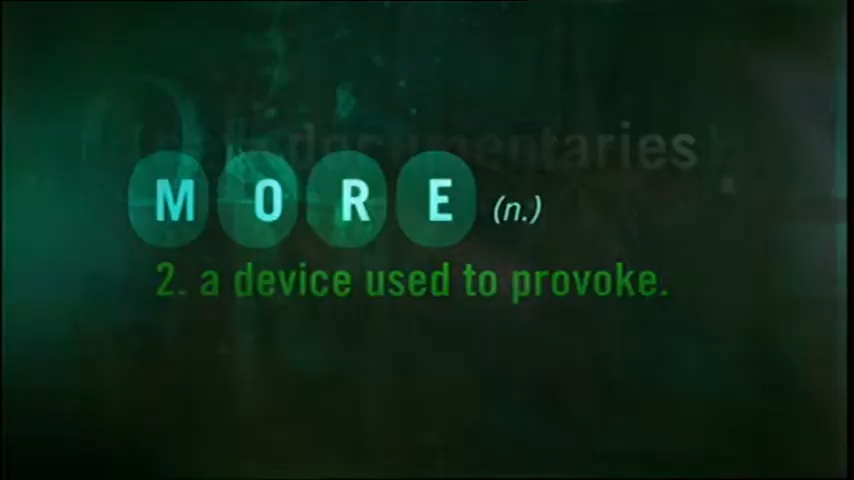 documentaries
M O R E (n.)
2. a device used to provoke.